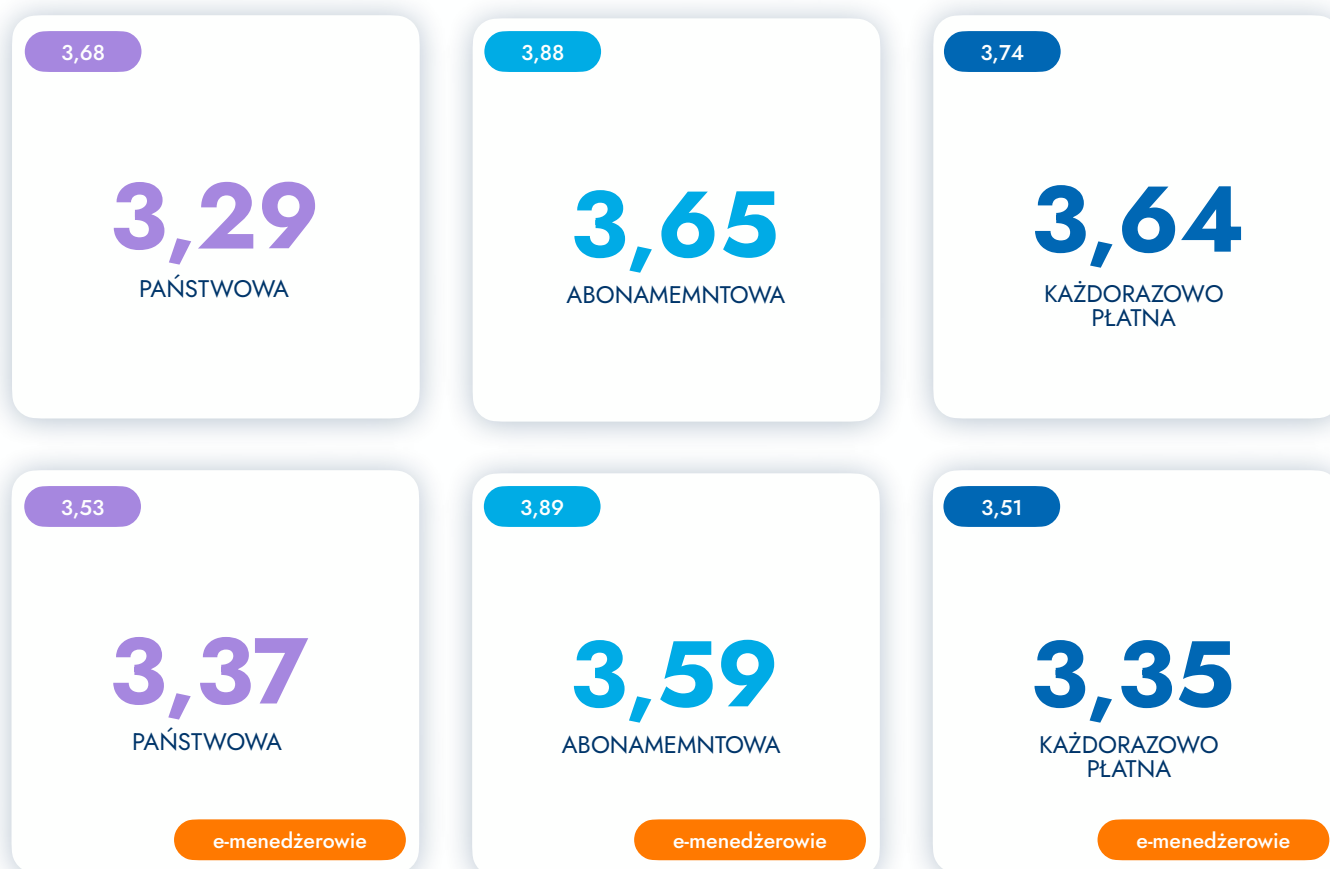 3,68
3,29
PAŃSTWOWA
3,88
3,65
ABONAMEMNTOWA
3,74
3,64
KAŻDORAZOWO
PŁATNA
3,53
3,37
PAŃSTWOWA
e-menedżerowie
3,89
3,59
ABONAMEMNTOWA
e-menedżerowie
3,51
3,35
KAŻDORAZOWO
PŁATNA
e-menedżerowie